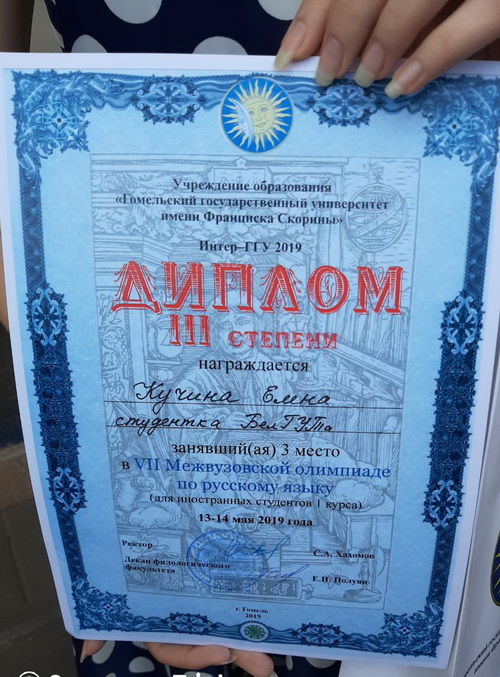 Учреждение образования
«Гомельский государственный университет
имени Франциска Скорины»
Интер–ГГУ 2019
ДИПЛОМ
III СТЕПЕНИ
награждается
Кучина Емна
студентка БелГУТа
занявший(ая) 3 место
в VII Межвузовской олимпиаде
по русскому языку
(для иностранных студентов 1 курса)
13-14 мая 2019 года
Ректор
С.А. Хахомов
Декан филологического
факультета
Е.Н. Полуян
г. Гомель
2019